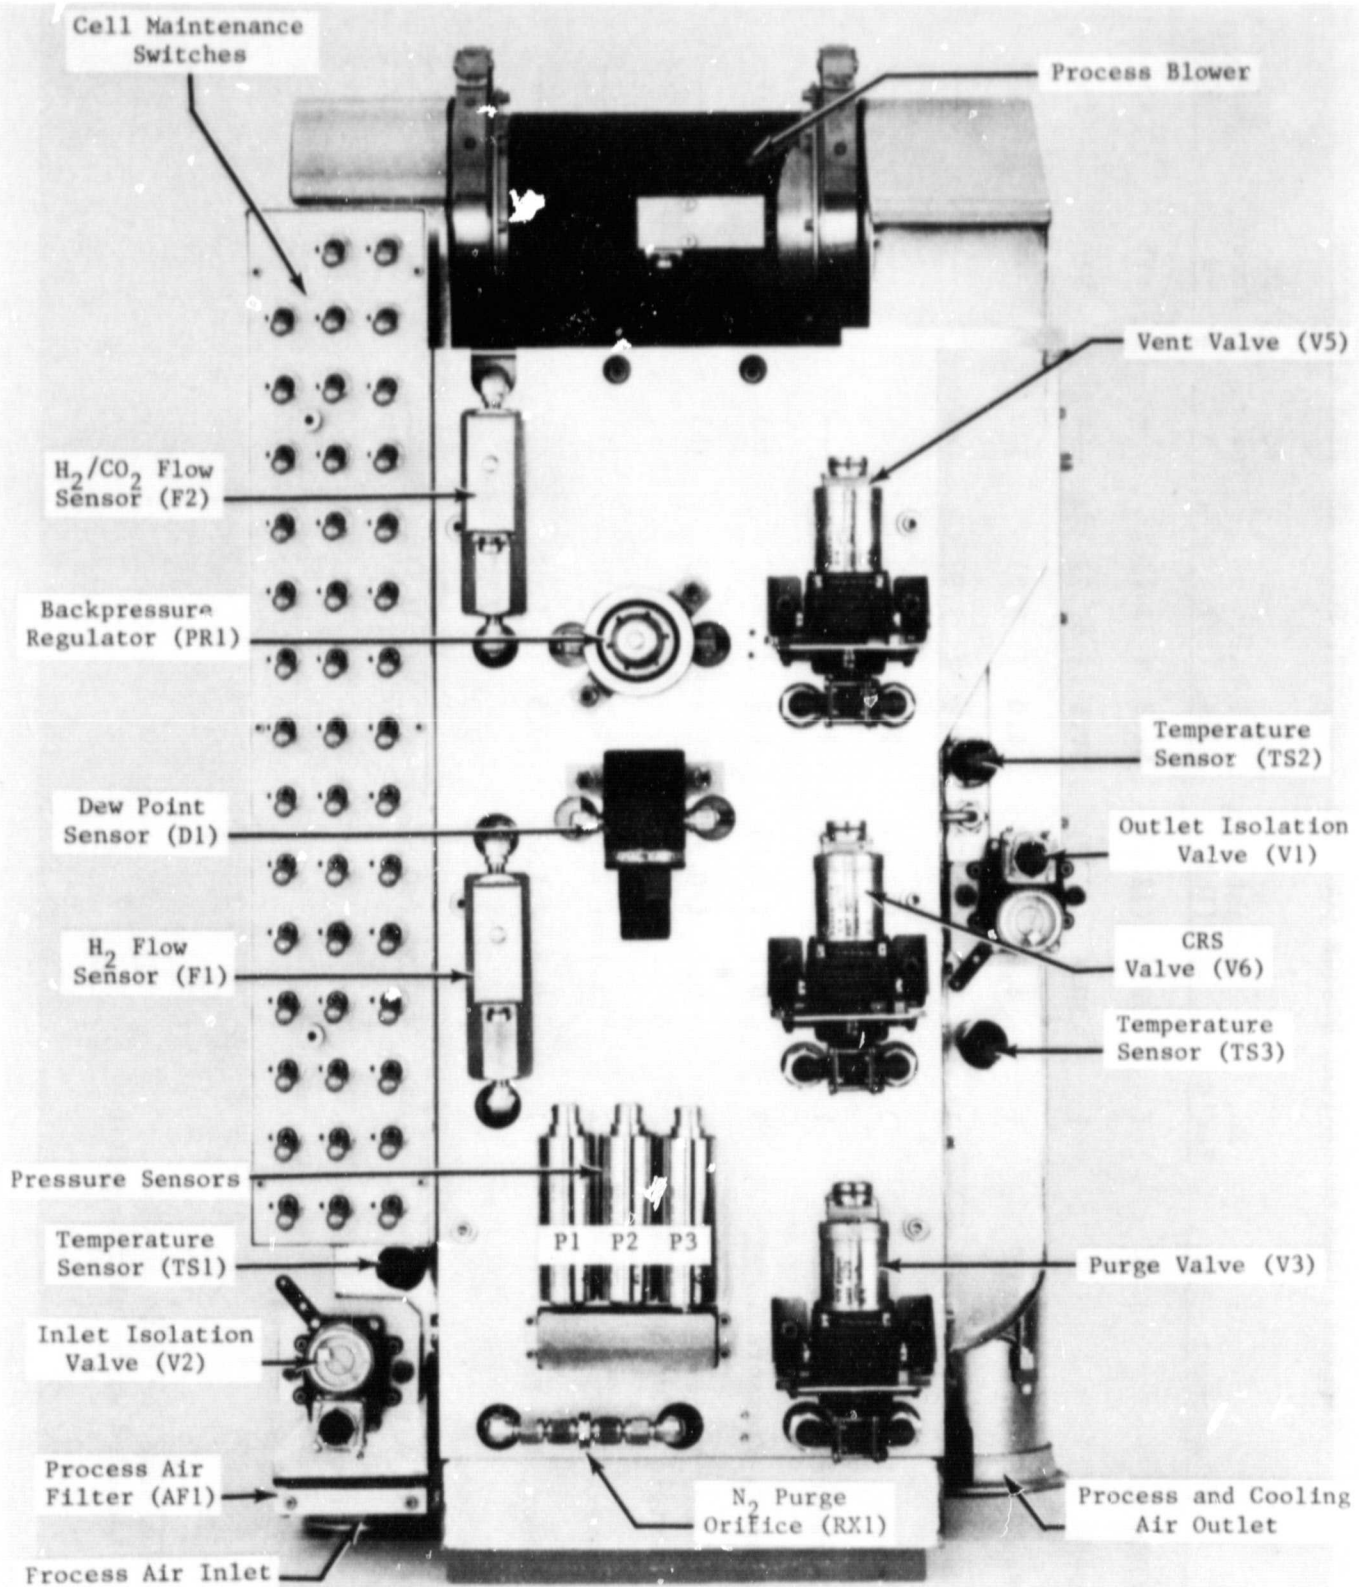 Cell Maintenance
Switches
Process Blower
Vent Valve (V5)
H2/CO2 Flow
Sensor (F2)
Backpressure
Regulator (PR1)
Temperature
Sensor (TS2)
Dew Point
Sensor (D1)
Outlet Isolation
Valve (V1)
H2 Flow
Sensor (F1)
CRS
Valve (V6)
Temperature
Sensor (TS3)
Pressure Sensors
P1 P2 P3
Temperature
Sensor (TS1)
Purge Valve (V3)
Inlet Isolation
Valve (V2)
Process Air
Filter (AF1)
N2 Purge
Orifice (RX1)
Process and Cooling
Air Outlet
Process Air Inlet